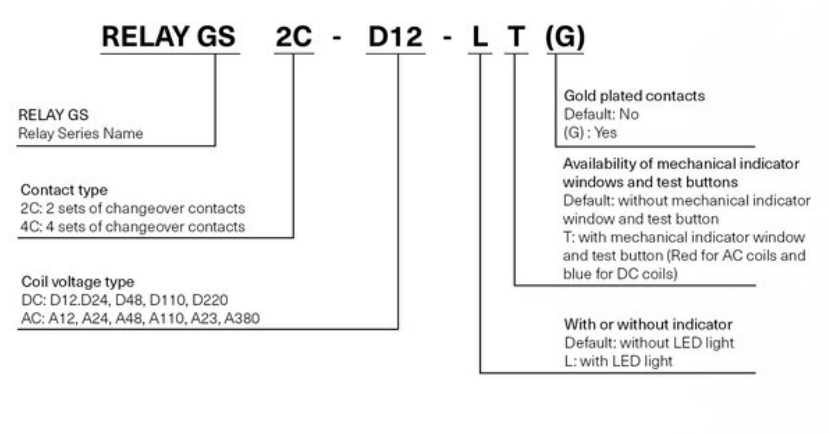 RELAY GS 2C - D12 - L T (G)
RELAY GS
Relay Series Name
Contact type
2C: 2 sets of changeover contacts
4C: 4 sets of changeover contacts
Coil voltage type
DC: D12.D24, D48, D110, D220
AC: A12, A24, A48, A110, A23, A380
Gold plated contacts
Default: No
(G) : Yes
Availability of mechanical indicator
windows and test buttons
Default: without mechanical indicator
window and test button
T: with mechanical indicator window
and test button (Red for AC coils and
blue for DC coils)
With or without indicator
Default: without LED light
L: with LED light